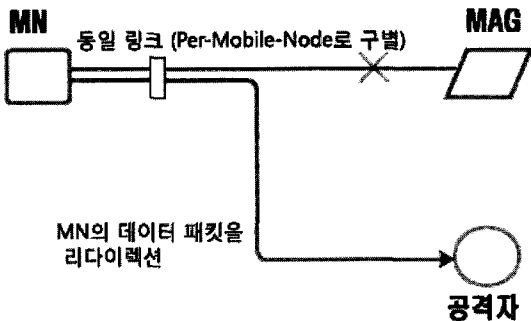 MN
MAG
동일 링크 (Per-Mobile-Node로 구별)
MN의 데이터 패킷을
리다이렉션
공격자